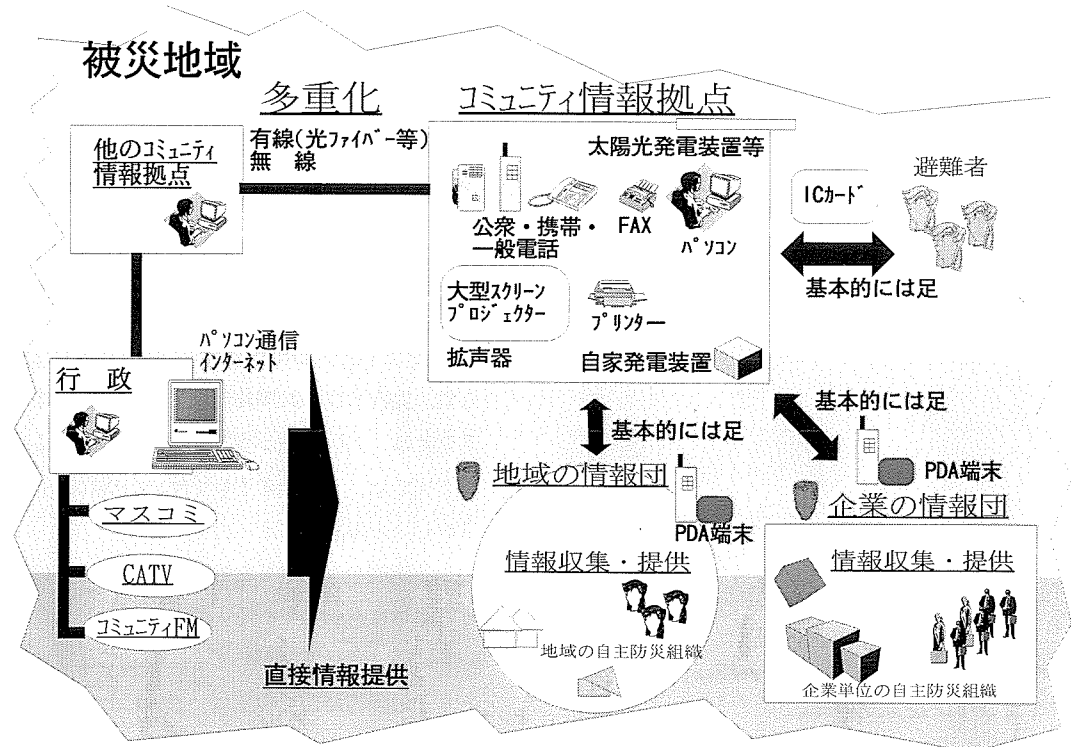 被災地域
多重化
コミュニティ情報拠点
他のコミュニティ
情報拠点
有線(光ファイバー等)
無　線
太陽光発電装置等
公衆・携帯・
一般電話
FAX
パソコン
大型スクリーン
プロジェクター
プリンター
拡声器
自家発電装置
ICカード
避難者
基本的には足
行　政
パソコン通信
インターネット
マスコミ
CATV
コミュニティFM
直接情報提供
基本的には足
地域の情報団
PDA端末
情報収集・提供
地域の自主防災組織
基本的には足
PDA端末
企業の情報団
情報収集・提供
企業単位の自主防災組織